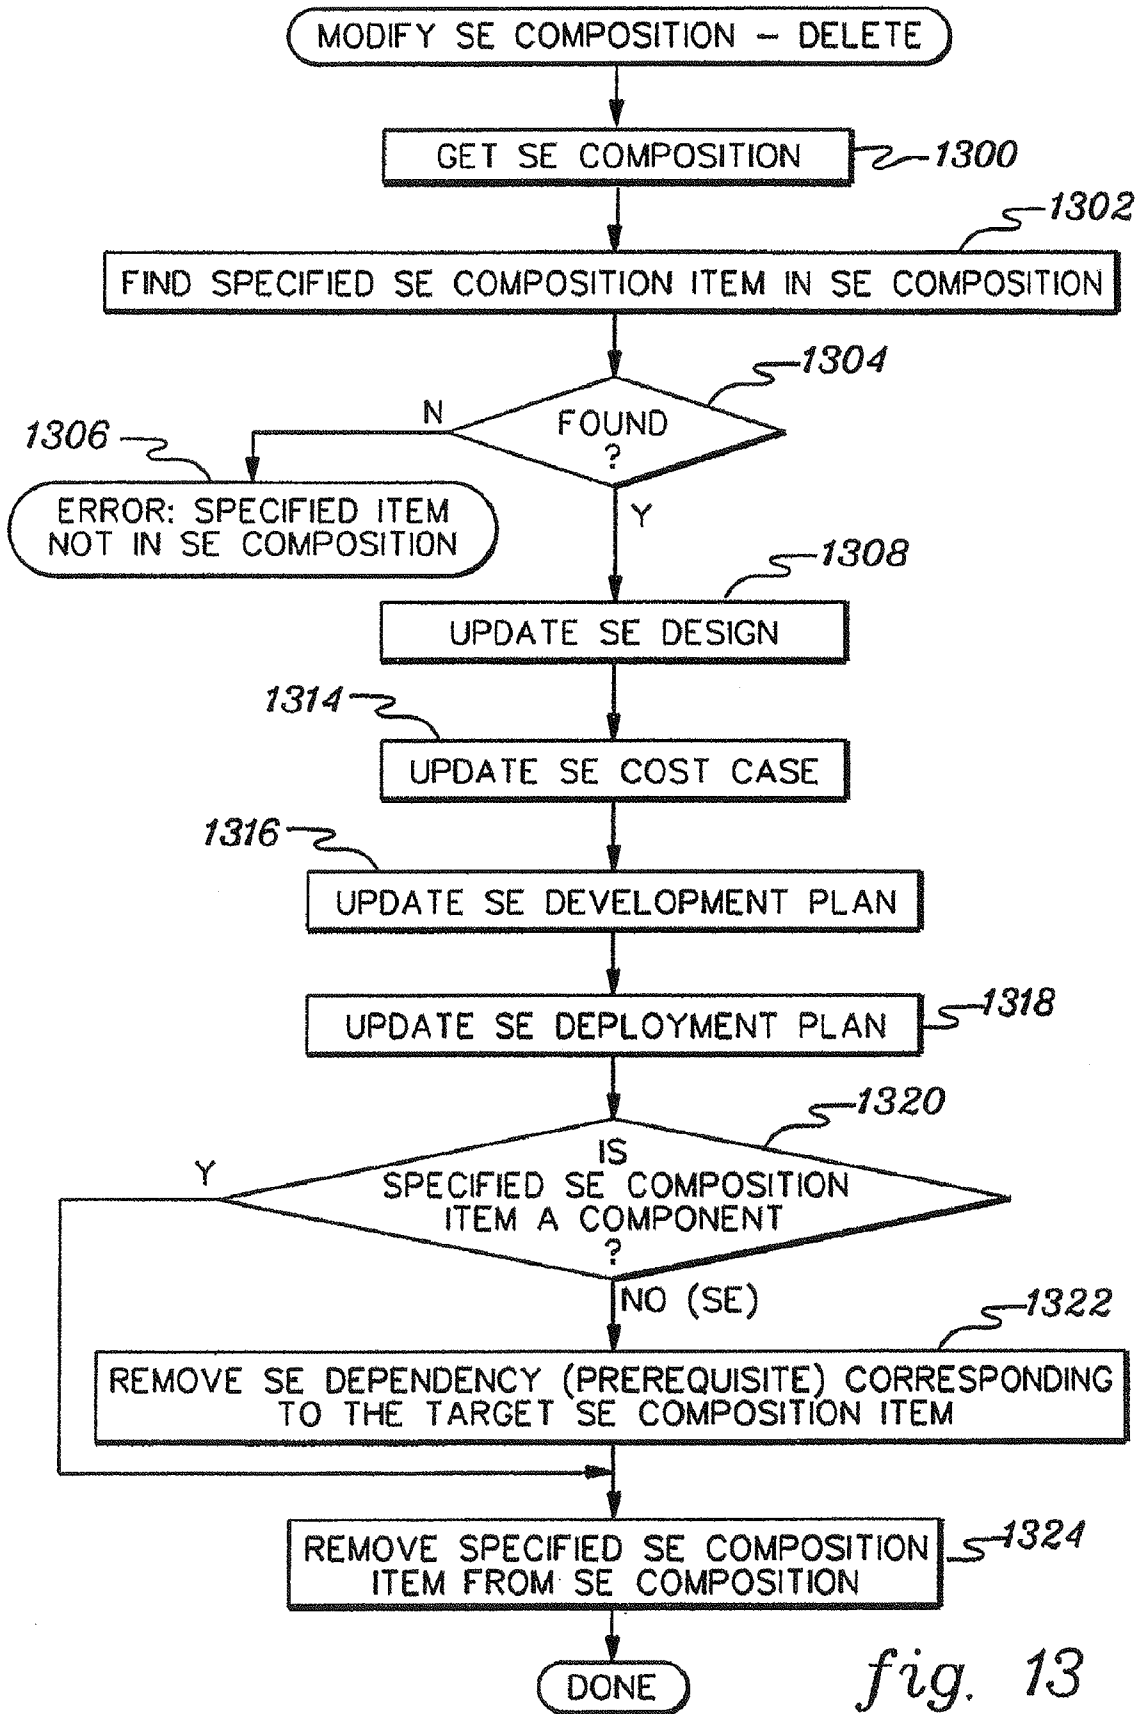 MODIFY SE COMPOSITION – DELETE
GET SE COMPOSITION
1300
1302
FIND SPECIFIED SE COMPOSITION ITEM IN SE COMPOSITION
1304
FOUND
?
N
Y
1306
ERROR: SPECIFIED ITEM
NOT IN SE COMPOSITION
1308
UPDATE SE DESIGN
1314
UPDATE SE COST CASE
1316
UPDATE SE DEVELOPMENT PLAN
UPDATE SE DEPLOYMENT PLAN
1318
1320
IS
SPECIFIED SE COMPOSITION
ITEM A COMPONENT
?
Y
NO (SE)
1322
REMOVE SE DEPENDENCY (PREREQUISITE) CORRESPONDING
TO THE TARGET SE COMPOSITION ITEM
REMOVE SPECIFIED SE COMPOSITION
ITEM FROM SE COMPOSITION
1324
DONE
fig. 13